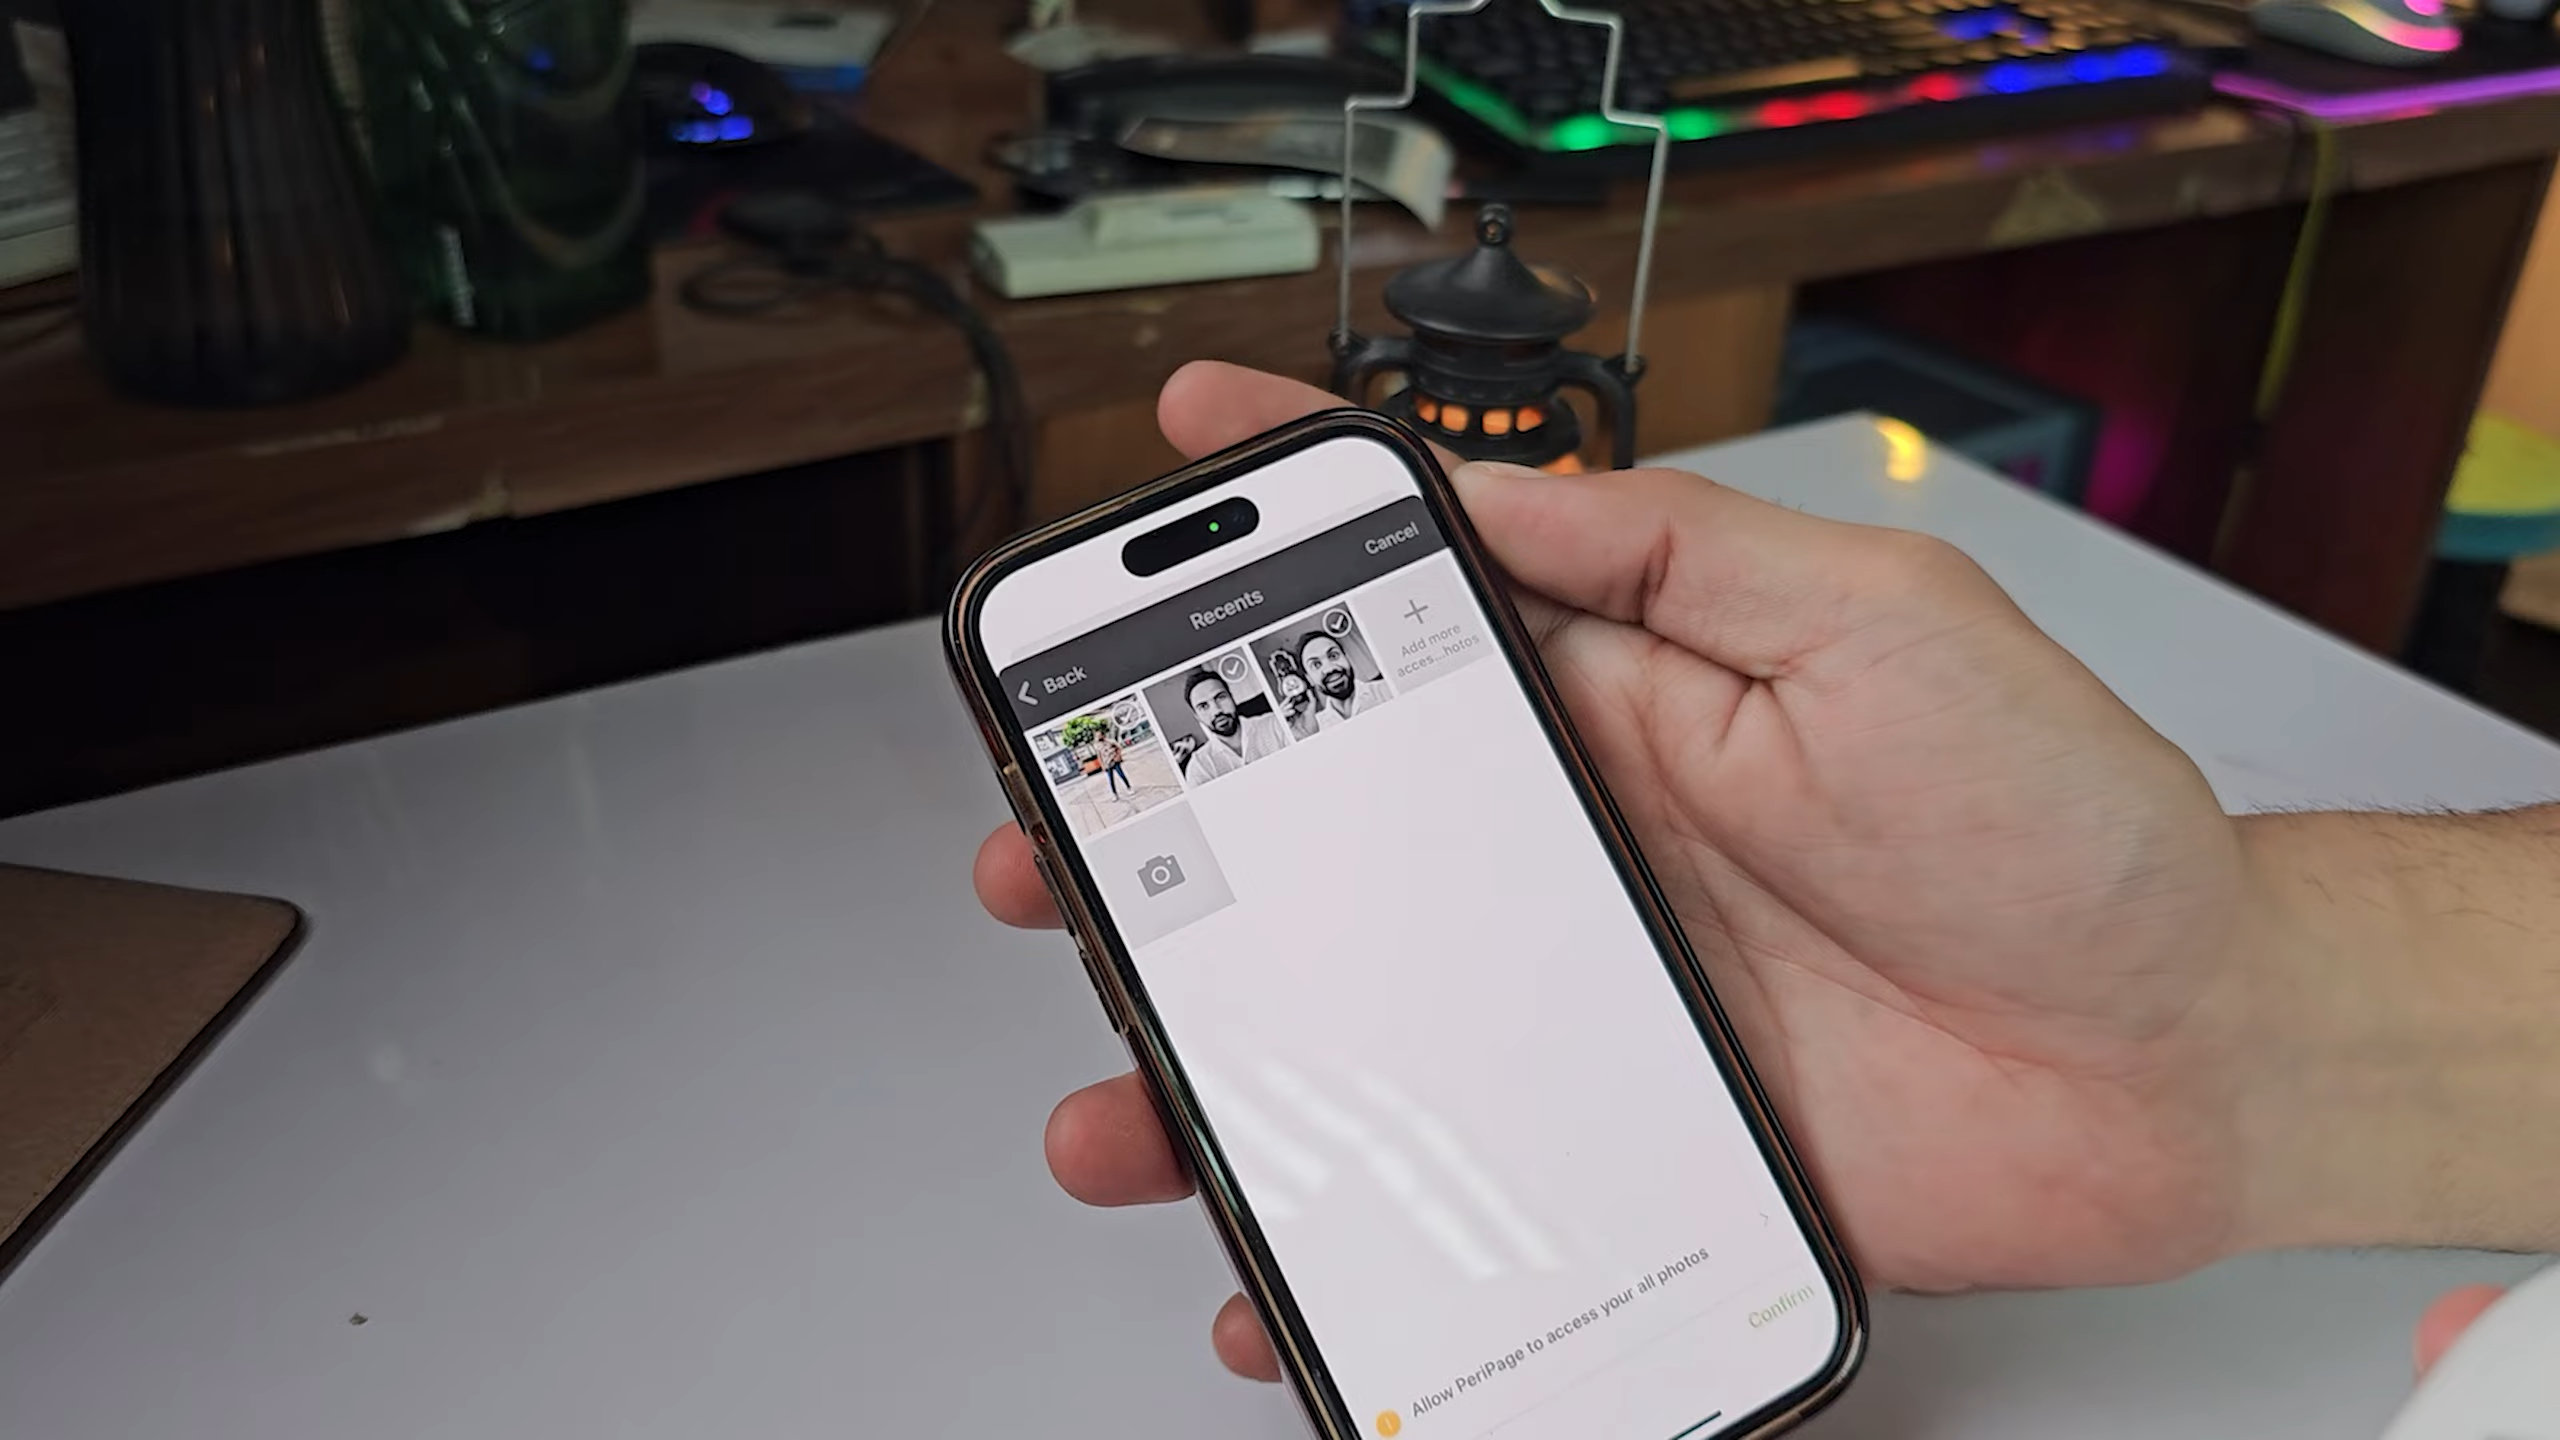 Cancel
Recents
Back
Add more
acces...hotos
Allow PeriPage to access your all photos
Confirm